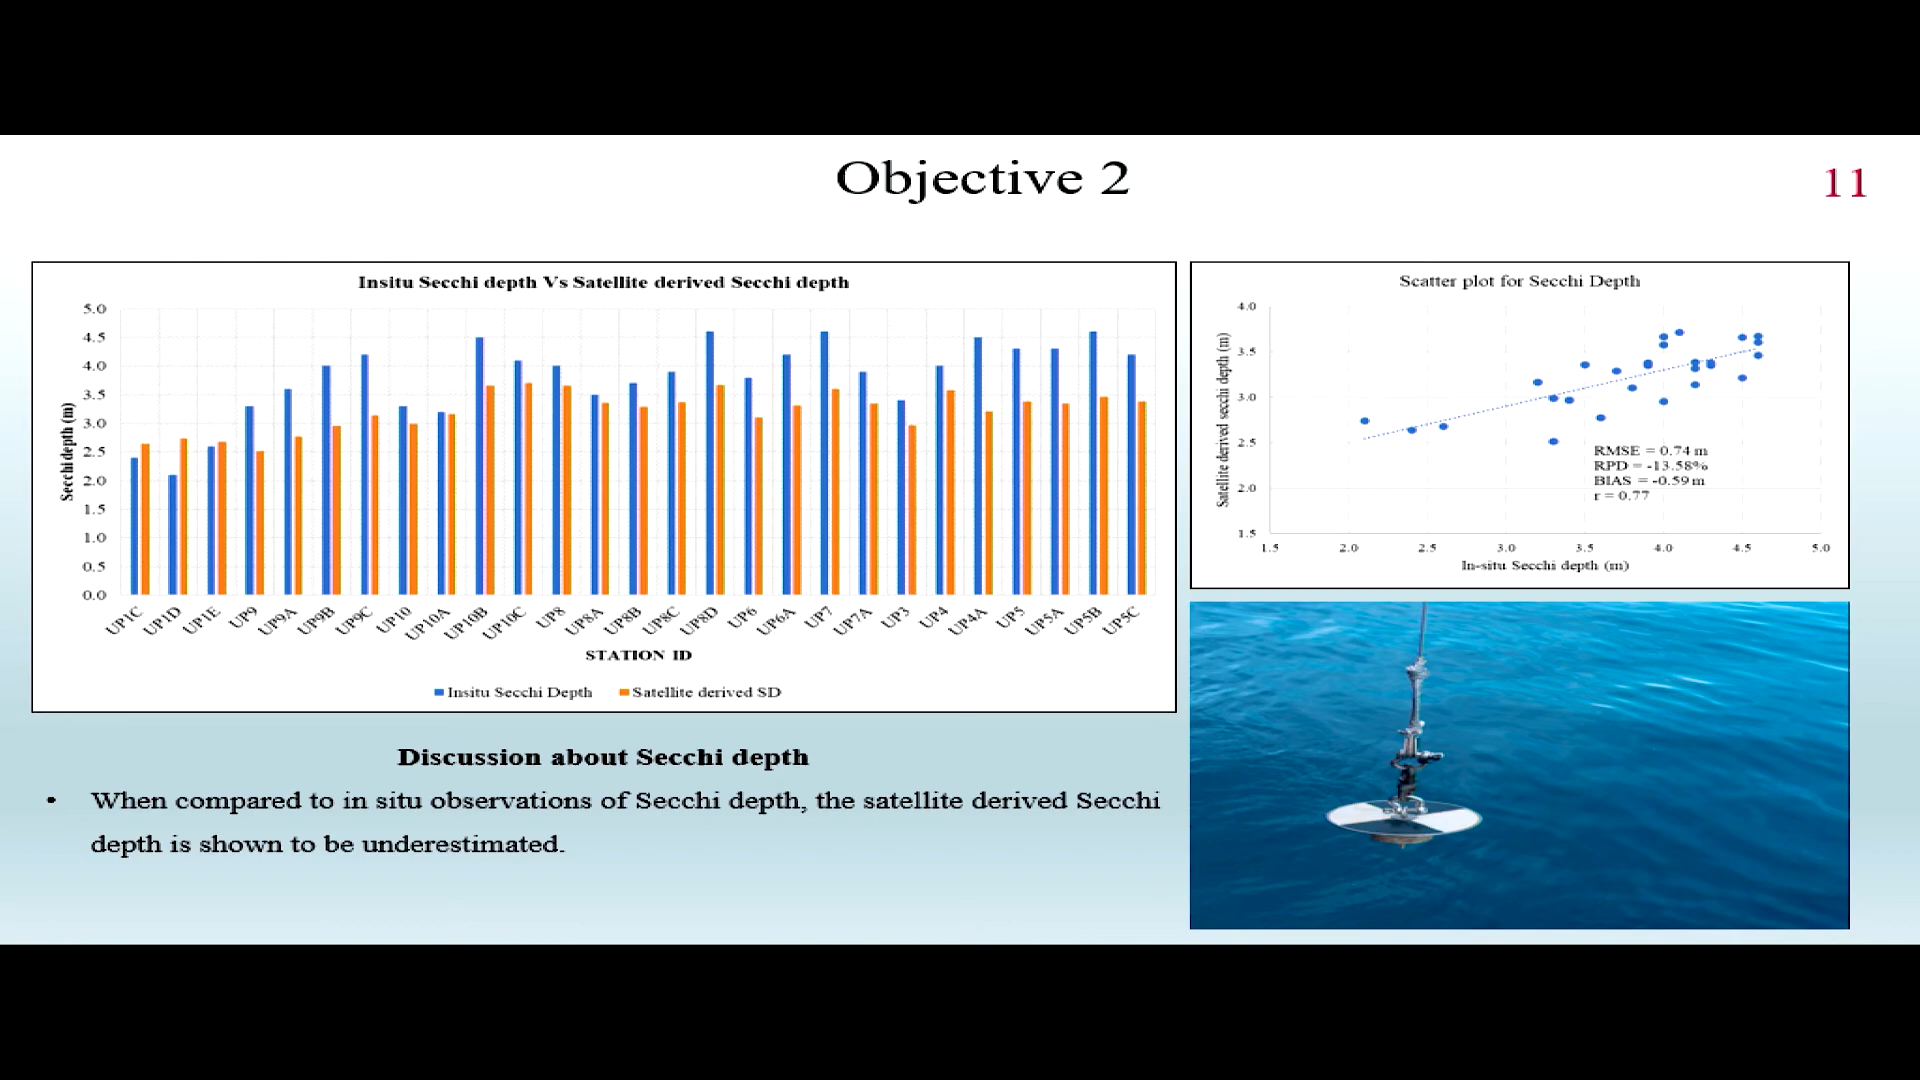 Objective 2
11
Insitu Secchi depth Vs Satellite derived Secchi depth
Secchi depth (m)
5.0
4.5
4.0
3.5
3.0
2.5
2.0
1.5
1.0
0.5
0.0
UP1C UP1D UP1E UP9 UP9A UP9B UP9C UP10 UP10A UP10B UP10C UP8 UP8A UP8B UP8C UP8D UP6 UP6A UP7 UP7A UP3 UP4 UP4A UP5 UP5A UP5B UP5C
STATION ID
Insitu Secchi Depth Satellite derived SD
Scatter plot for Secchi Depth
Satellite derived secchi depth (m)
4.0
3.5
3.0
2.5
2.0
1.5
RMSE = 0.74 m
RPD = -13.58%
BIAS = -0.59 m
r = 0.77
1.5 2.0 2.5 3.0 3.5 4.0 4.5 5.0
In-situ Secchi depth (m)
Discussion about Secchi depth
• When compared to in situ observations of Secchi depth, the satellite derived Secchi
depth is shown to be underestimated.